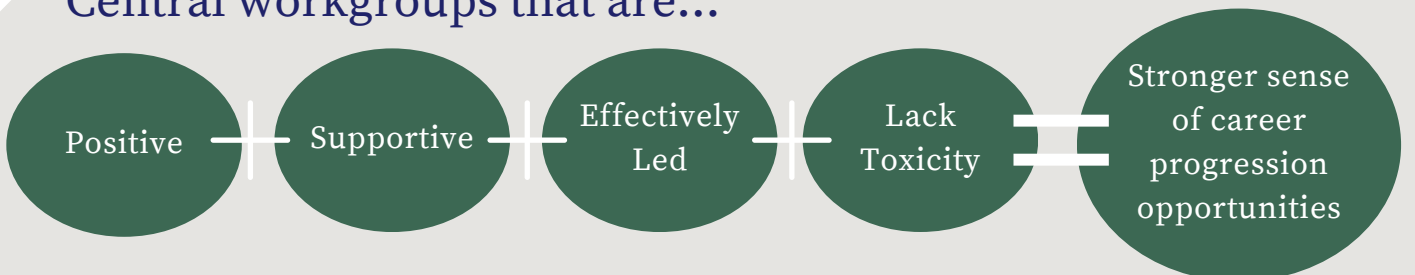 Central workgroups that are...
Positive
Supportive
Effectively
Led
Lack
Toxicity
Stronger sense
of career
progression
opportunities